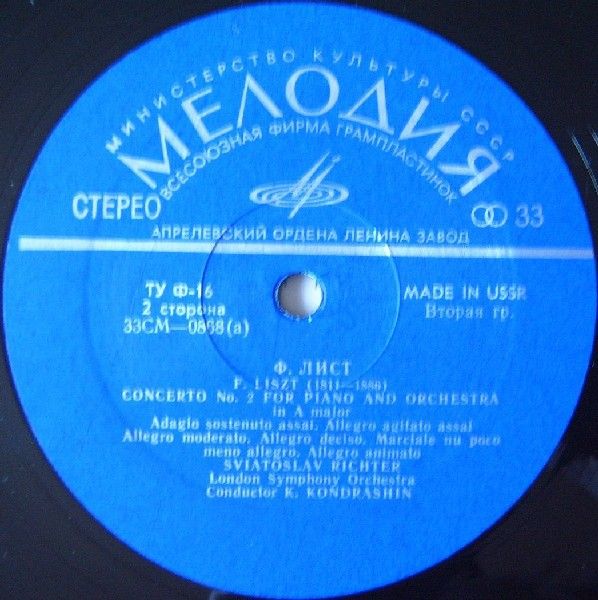 МИНИСТЕРСТВО КУЛЬТУРЫ СССР
МЕЛОДИЯ
ВСЕСОЮЗНАЯ ФИРМА ГРАМПЛАСТИНОК
СТЕРЕО
33
АПРЕЛЕВСКИЙ ОРДЕНА ЛЕНИНА ЗАВОД
ТУ Ф-16
MADE IN USSR
2 сторона
Вторая гр.
33СМ—0868(а)
Ф. ЛИСТ
F. LISZT (1811—1886)
CONCERTO No. 2 FOR PIANO AND ORCHESTRA
in A major
Adagio sostenuto assai. Allegro agitato assai
Allegro moderato. Allegro deciso. Marciale nu poco
meno allegro. Allegro animato
SVIATOSLAV RICHTER
London Symphony Orchestra
Conductor K. KONDRASHIN